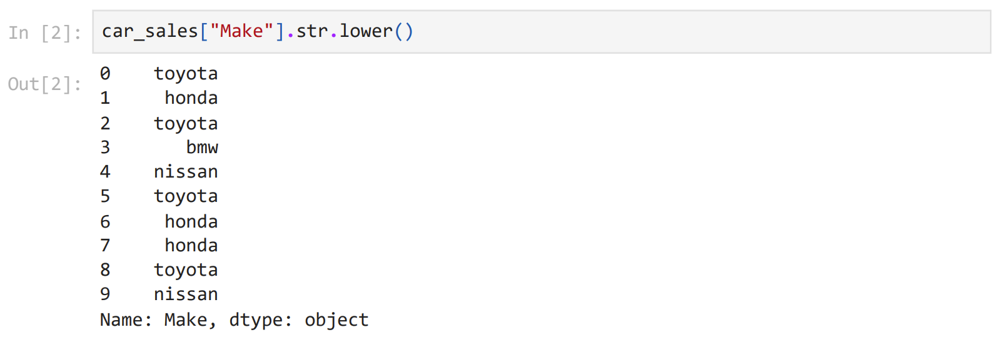 In [2]: car_sales["Make"].str.lower()
Out[2]:
0    toyota
1     honda
2    toyota
3       bmw
4    nissan
5    toyota
6     honda
7     honda
8    toyota
9    nissan
Name: Make, dtype: object